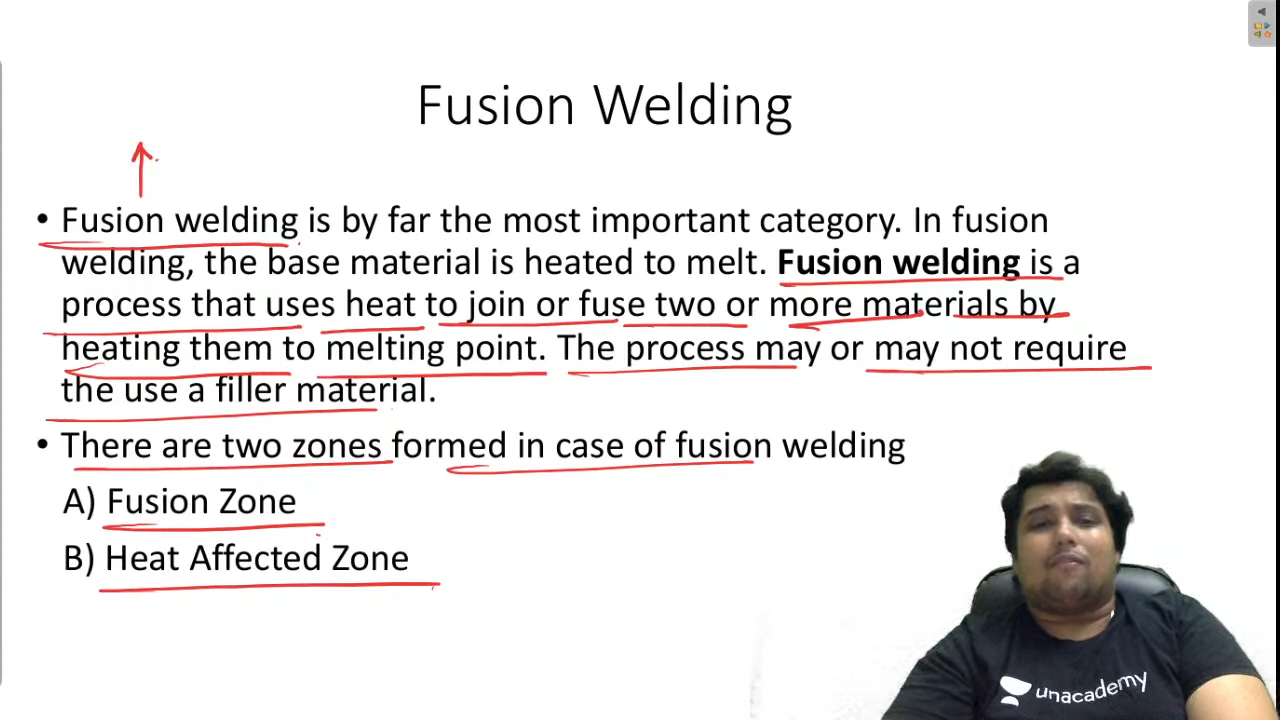 Fusion Welding
• Fusion welding is by far the most important category. In fusion
welding, the base material is heated to melt. Fusion welding is a
process that uses heat to join or fuse two or more materials by
heating them to melting point. The process may or may not require
the use a filler material.
• There are two zones formed in case of fusion welding
A) Fusion Zone
B) Heat Affected Zone
unacademy